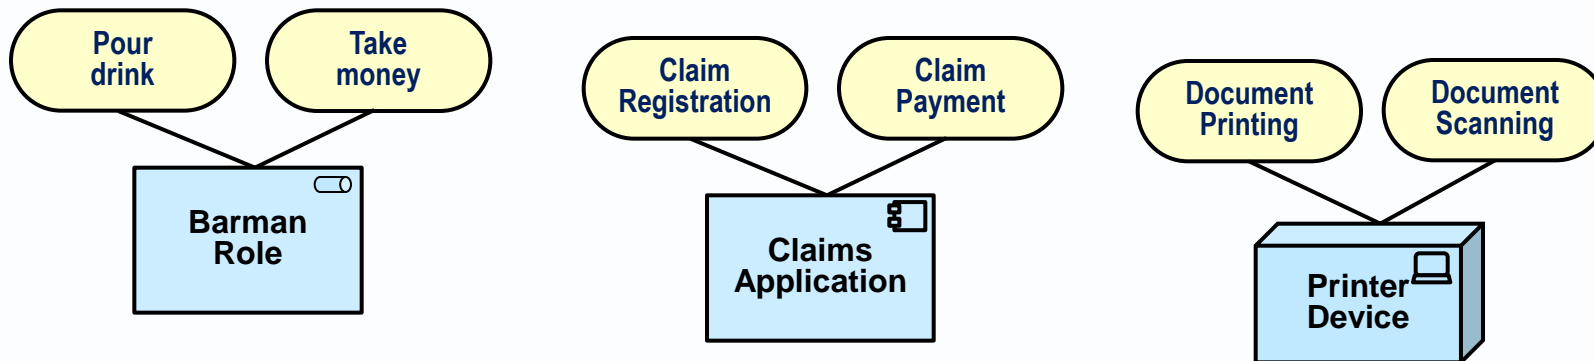 Pour
drink
Take
money
Barman
Role
Claim
Registration
Claim
Payment
Claims
Application
Document
Printing
Document
Scanning
Printer
Device